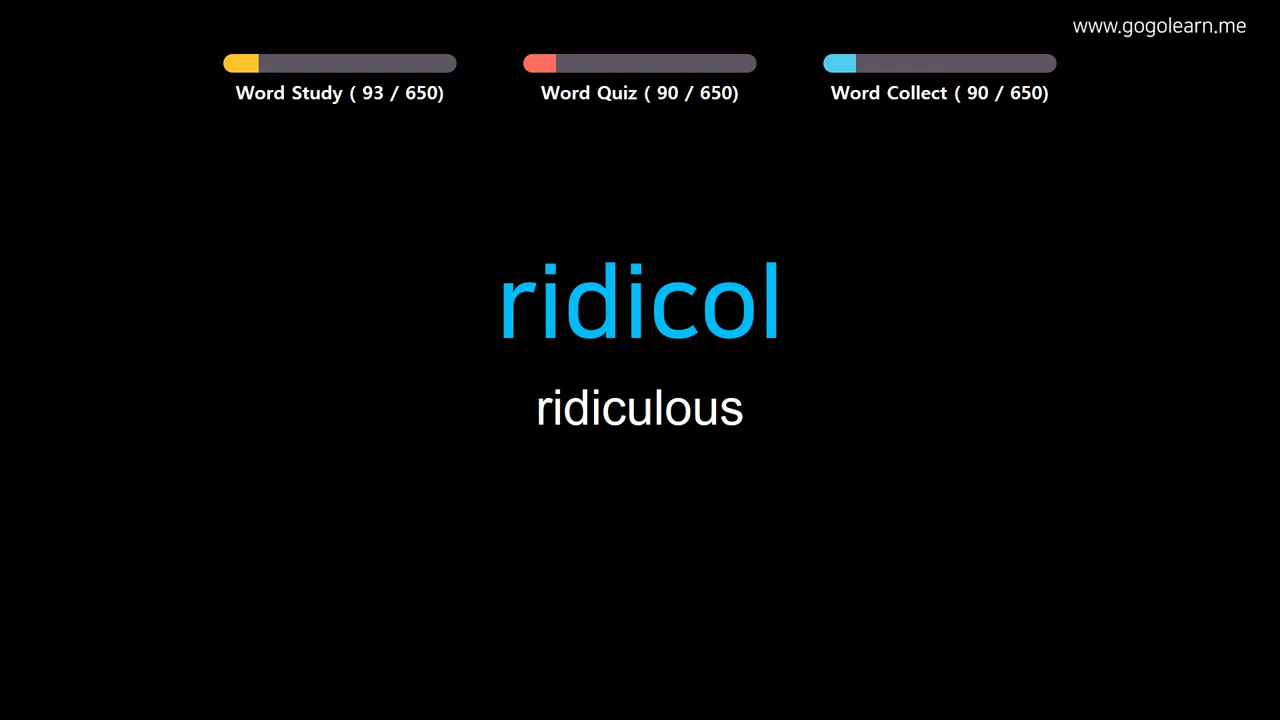 www.gogolearn.me
Word Study ( 93 / 650)
Word Quiz ( 90 / 650)
Word Collect ( 90 / 650)
ridicol
ridiculous